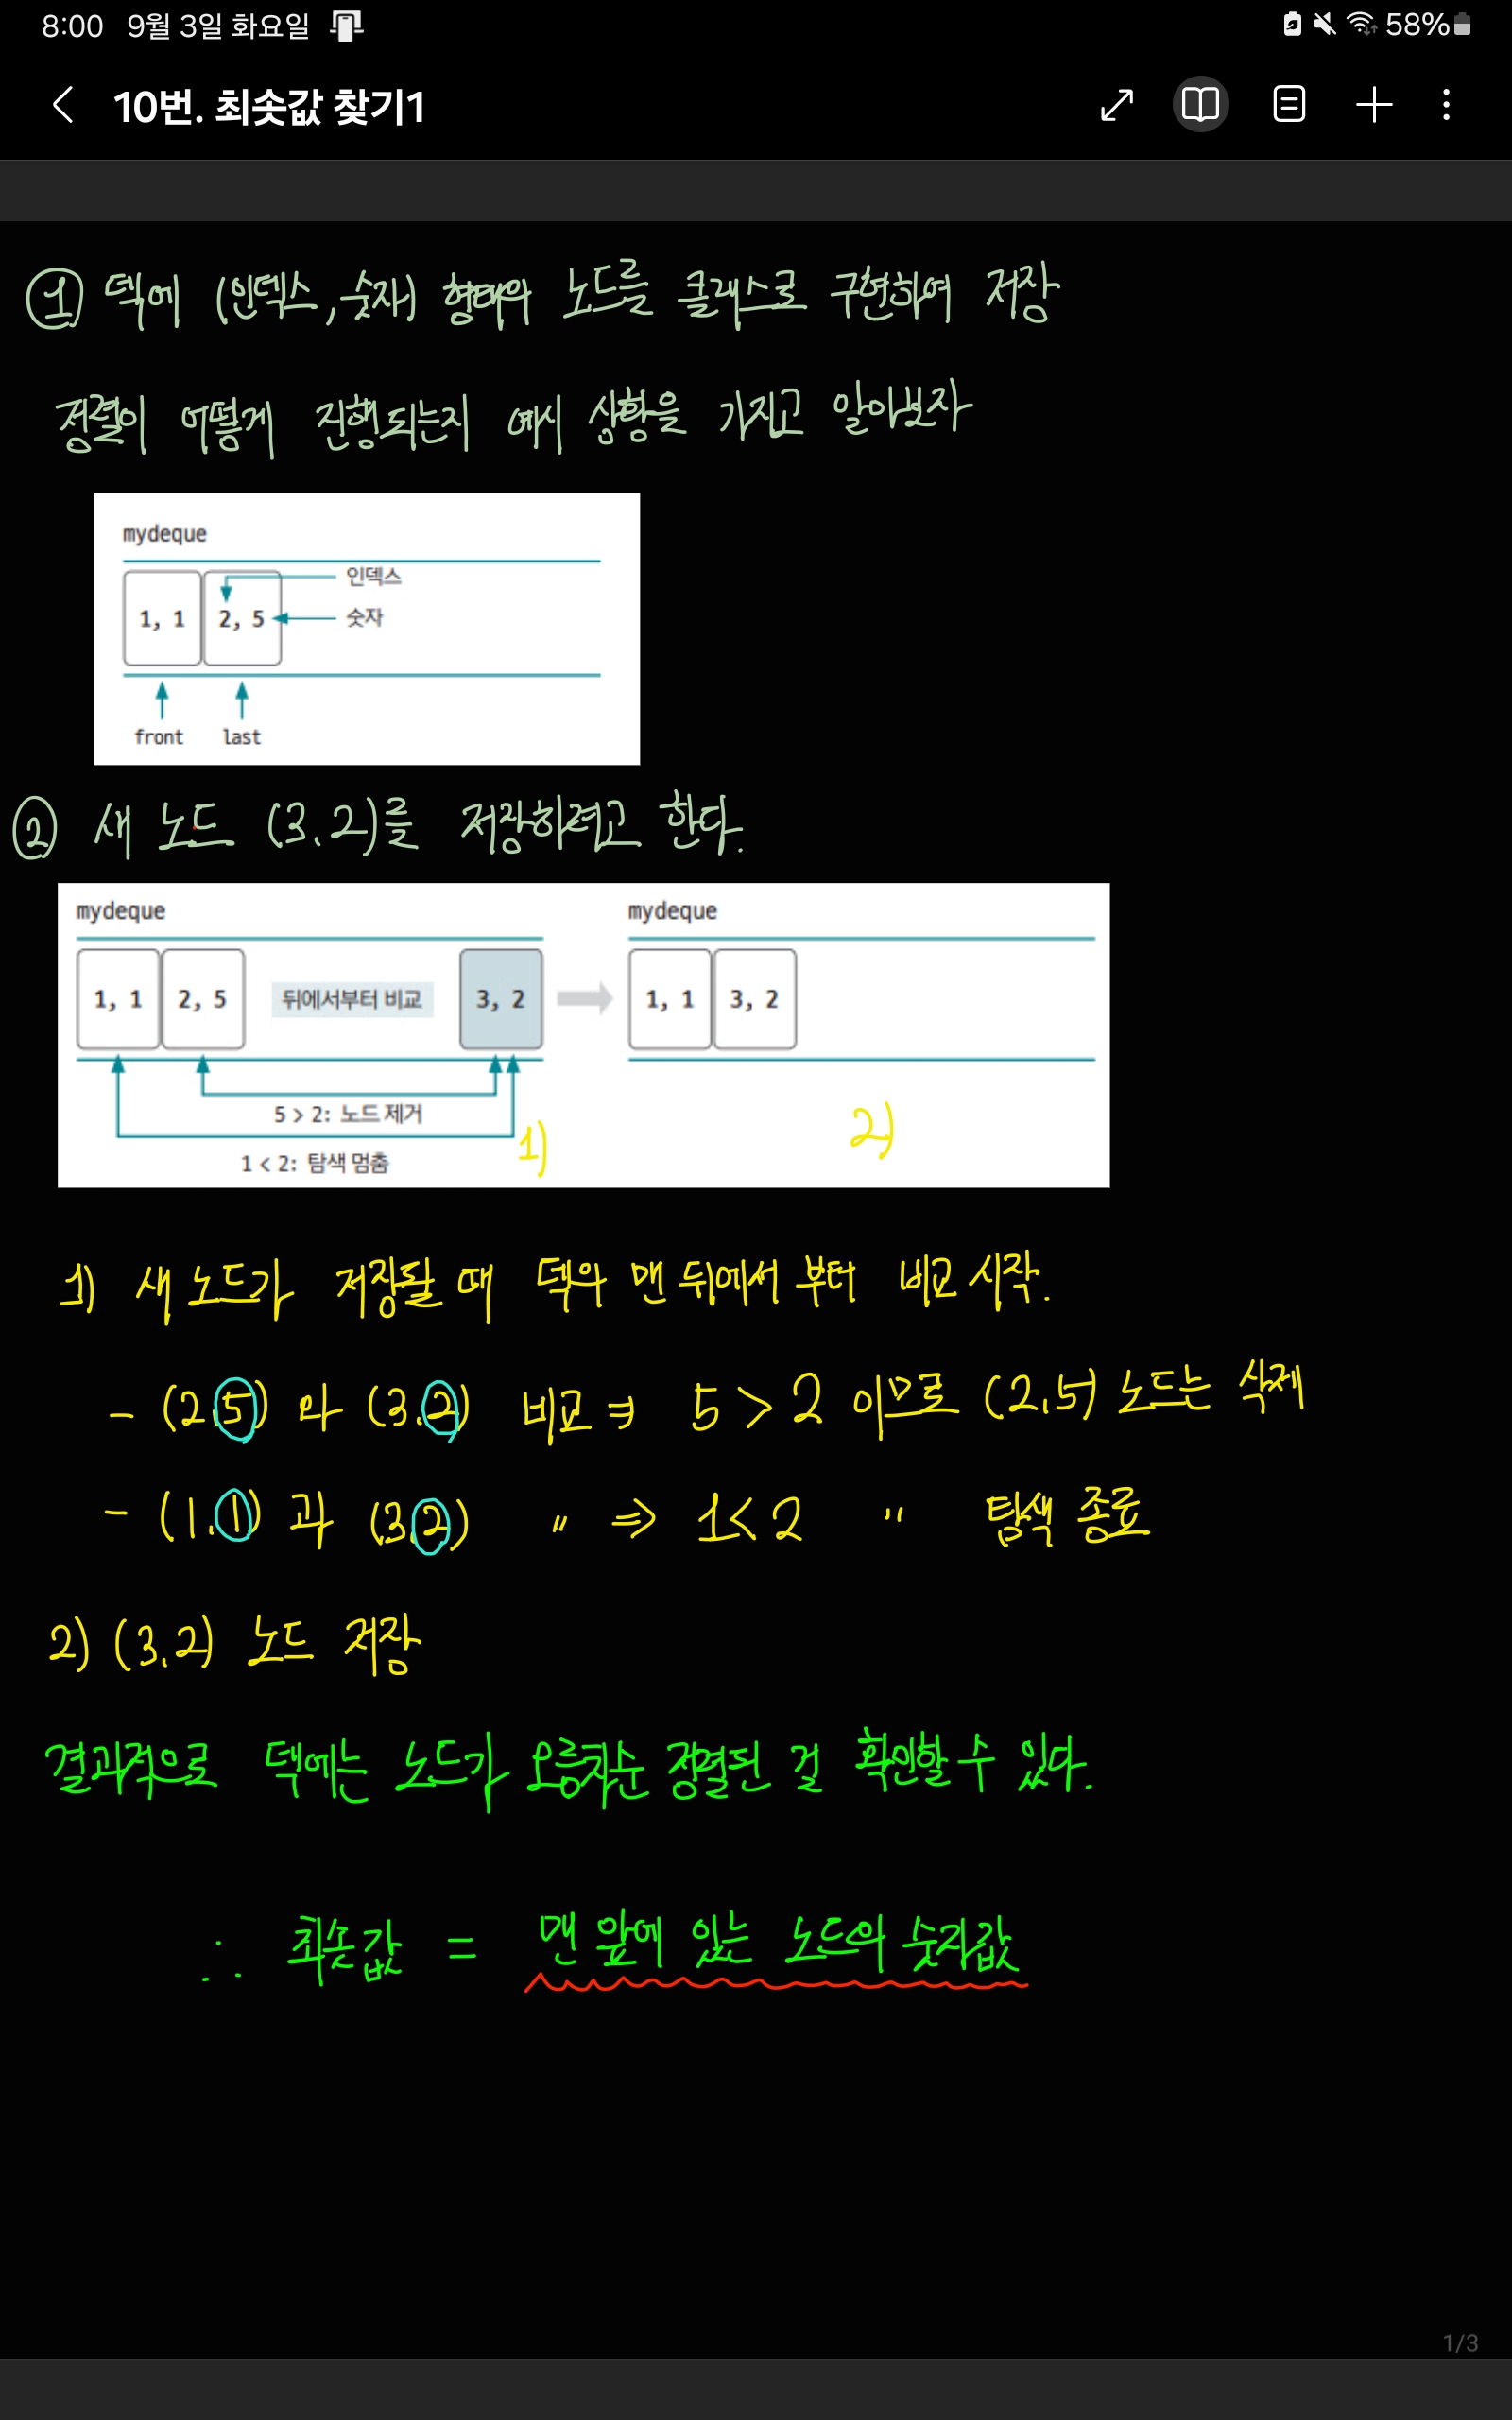 8:00 9월 3일 화요일 58%
10번. 최솟값 찾기1
① 덱에 (인덱스, 숫자) 형태의 노드를 클래스로 구현하여 저장
정렬이 어떻게 진행되는지 예시 상황을 가지고 알아보자
mydeque
인덱스
1, 1 2, 5 숫자
front last
② 새 노드 (3.2)를 저장하려고 한다.
mydeque mydeque
1, 1 2, 5 뒤에서부터 비교 3, 2 1, 1 3, 2
5 > 2: 노드 제거
1 < 2: 탐색 멈춤
1) 2)
1) 새 노드가 저장될 때 덱의 맨 뒤에서 부터 비교 시작.
- (2.5) 와 (3.2) 비교 ⇒ 5 > 2 이므로 (2.5) 노드는 삭제
- (1.1) 과 (3.2) 〃 ⇒ 1 < 2 〃 탐색 종료
2) (3.2) 노드 저장
결과적으로 덱에는 노드가 오름차순 정렬된 걸 확인할 수 있다.
∴ 최솟값 = 맨 앞에 있는 노드의 숫자값
1/3